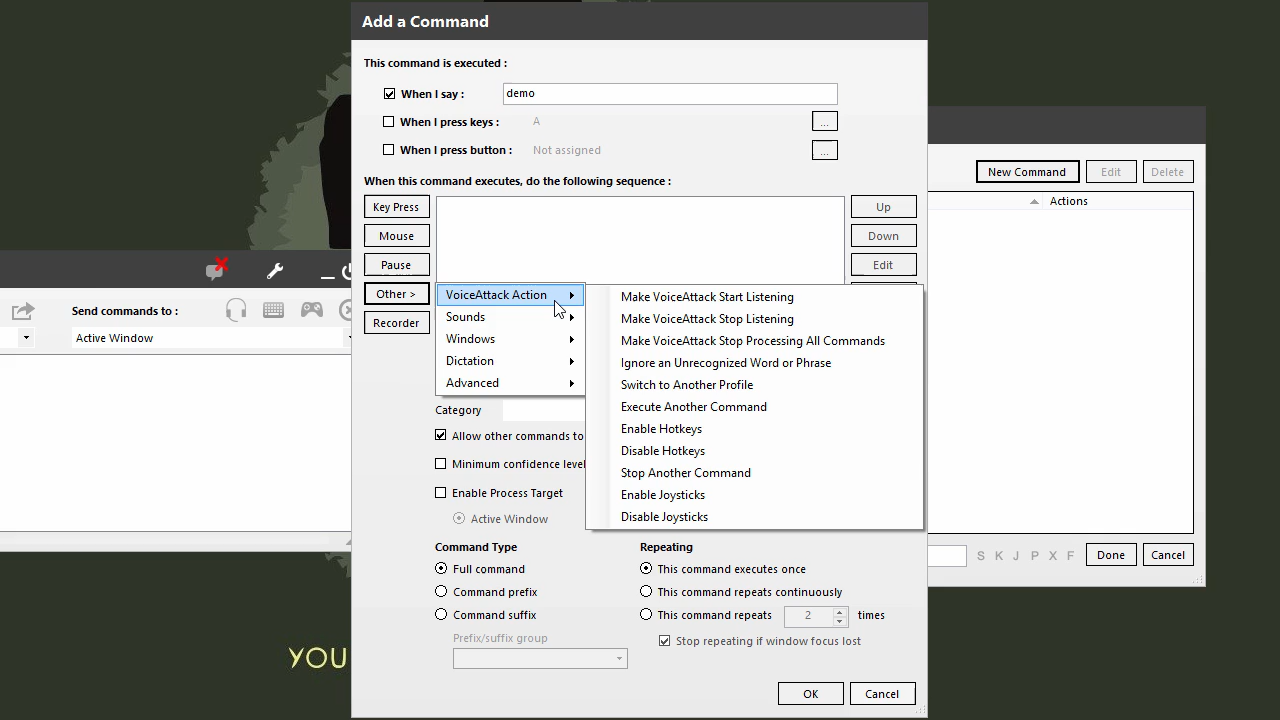 Add a Command
This command is executed :
When I say : demo
When I press keys : A ...
When I press button : Not assigned ...
When this command executes, do the following sequence :
Key Press
Mouse
Pause
Other >
Recorder
Up
Down
Edit
VoiceAttack Action
Sounds
Windows
Dictation
Advanced
Make VoiceAttack Start Listening
Make VoiceAttack Stop Listening
Make VoiceAttack Stop Processing All Commands
Ignore an Unrecognized Word or Phrase
Switch to Another Profile
Execute Another Command
Enable Hotkeys
Disable Hotkeys
Stop Another Command
Enable Joysticks
Disable Joysticks
Category
Allow other commands to
Minimum confidence level
Enable Process Target
Active Window
Command Type
Full command
Command prefix
Command suffix
Prefix/suffix group
Repeating
This command executes once
This command repeats continuously
This command repeats 2 times
Stop repeating if window focus lost
OK Cancel
Send commands to :
Active Window
New Command Edit Delete
Actions
S K J P X F Done Cancel
YOU